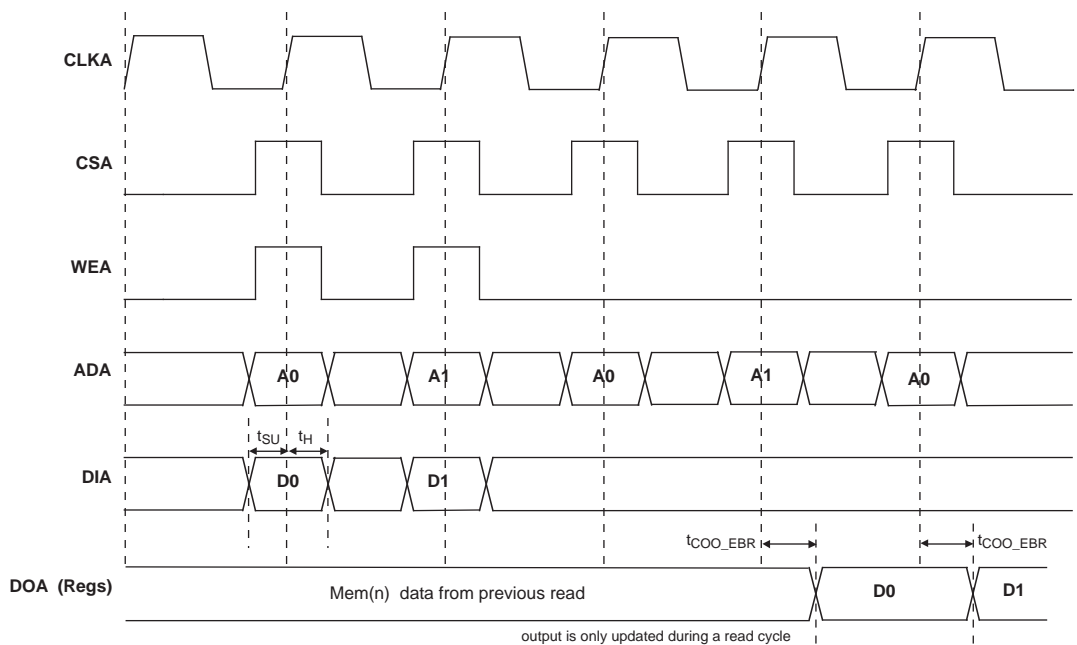 CLKA
CSA
WEA
ADA
A0
A1
A0
A1
A0
tSU
tH
DIA
D0
D1
tCOO_EBR
tCOO_EBR
DOA (Regs)
Mem(n) data from previous read
D0
D1
output is only updated during a read cycle